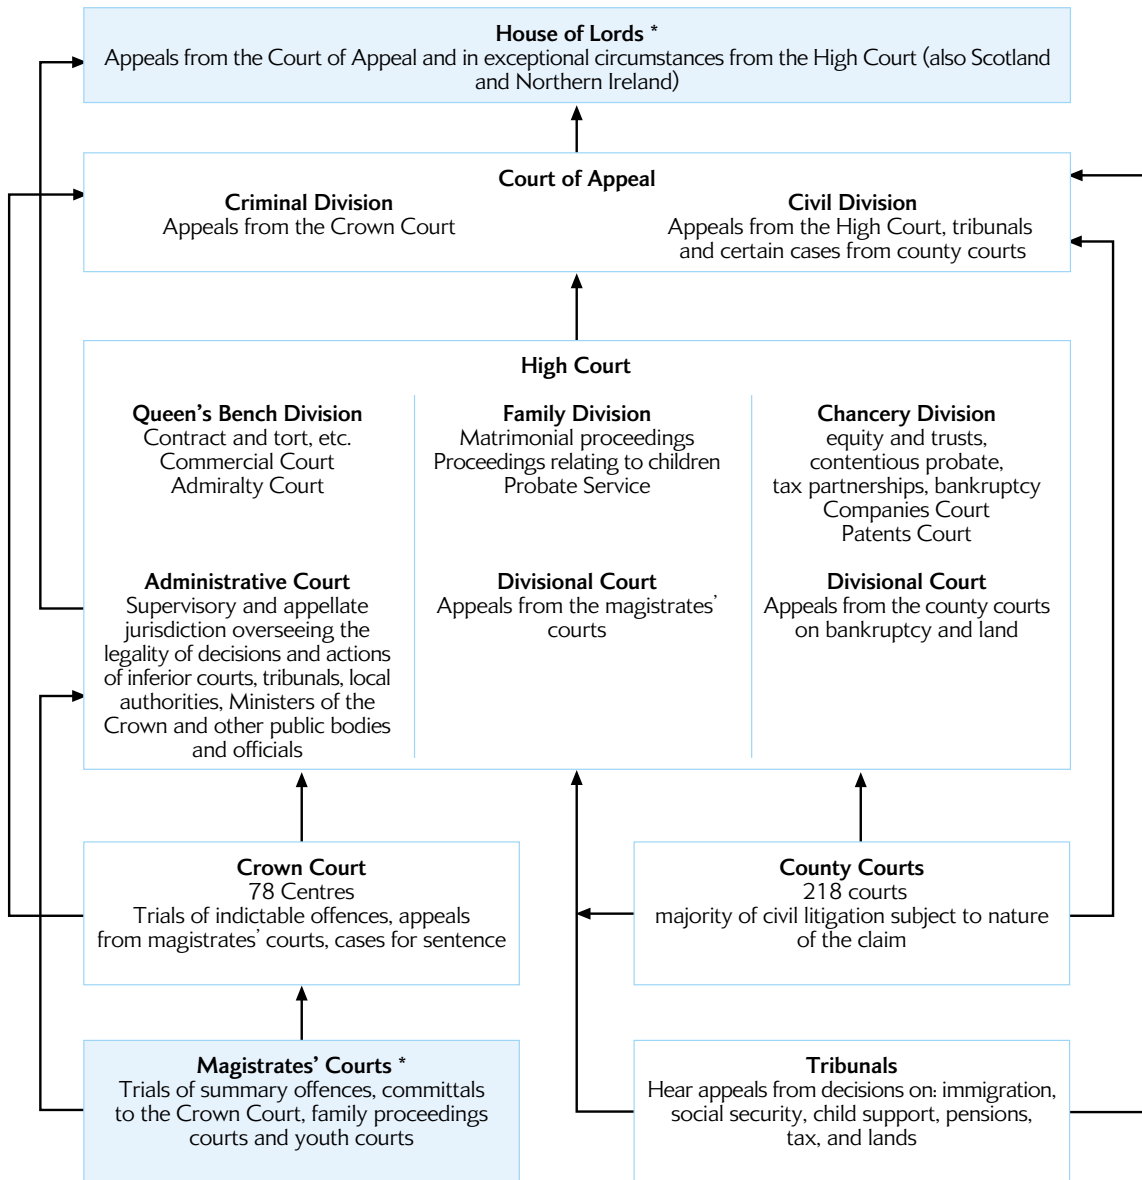 House of Lords *
Appeals from the Court of Appeal and in exceptional circumstances from the High Court (also Scotland
and Northern Ireland)
Court of Appeal
Criminal Division
Appeals from the Crown Court
Civil Division
Appeals from the High Court, tribunals
and certain cases from county courts
High Court
Queen's Bench Division
Contract and tort, etc.
Commercial Court
Admiralty Court
Family Division
Matrimonial proceedings
Proceedings relating to children
Probate Service
Chancery Division
equity and trusts,
contentious probate,
tax partnerships, bankruptcy
Companies Court
Patents Court
Administrative Court
Supervisory and appellate
jurisdiction overseeing the
legality of decisions and actions
of inferior courts, tribunals, local
authorities, Ministers of the
Crown and other public bodies
and officials
Divisional Court
Appeals from the magistrates'
courts
Divisional Court
Appeals from the county courts
on bankruptcy and land
Crown Court
78 Centres
Trials of indictable offences, appeals
from magistrates' courts, cases for sentence
County Courts
218 courts
majority of civil litigation subject to nature
of the claim
Magistrates' Courts *
Trials of summary offences, committals
to the Crown Court, family proceedings
courts and youth courts
Tribunals
Hear appeals from decisions on: immigration,
social security, child support, pensions,
tax, and lands